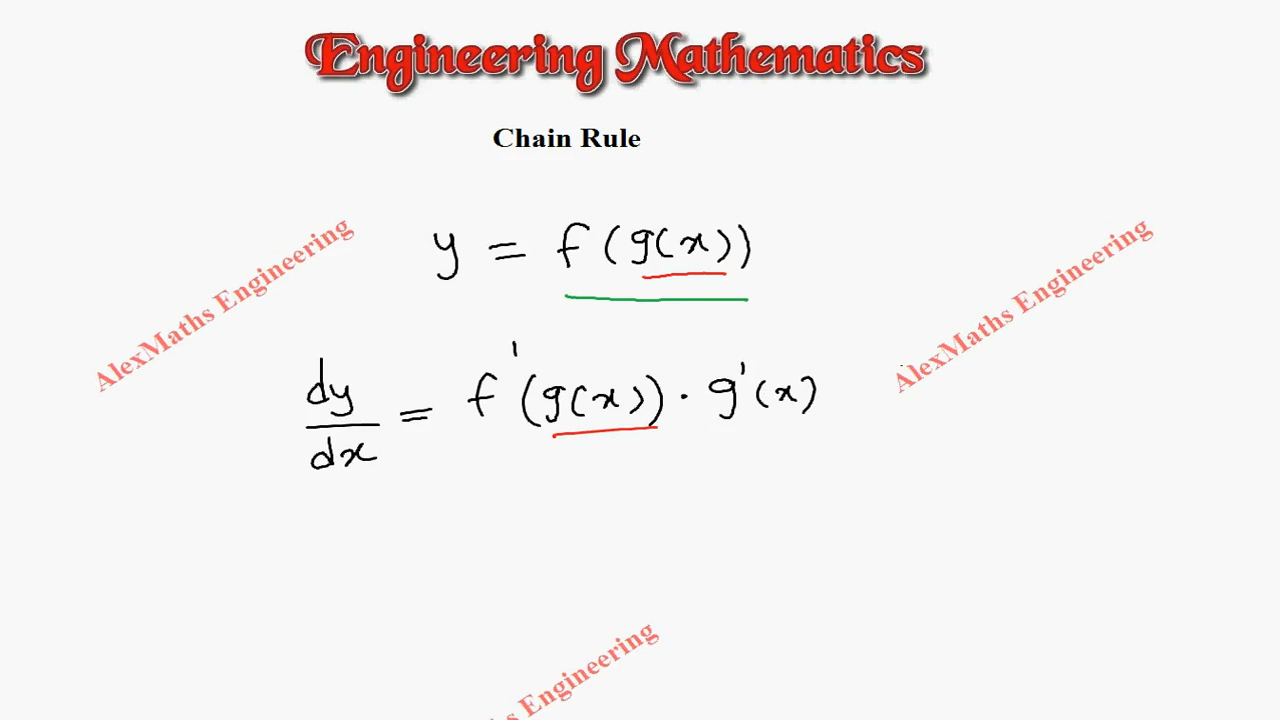 Engineering Mathematics
Chain Rule
y = f(g(x))
AlexMaths Engineering
AlexMaths Engineering
dy/dx = f'(g(x)) · g'(x)
Engineering